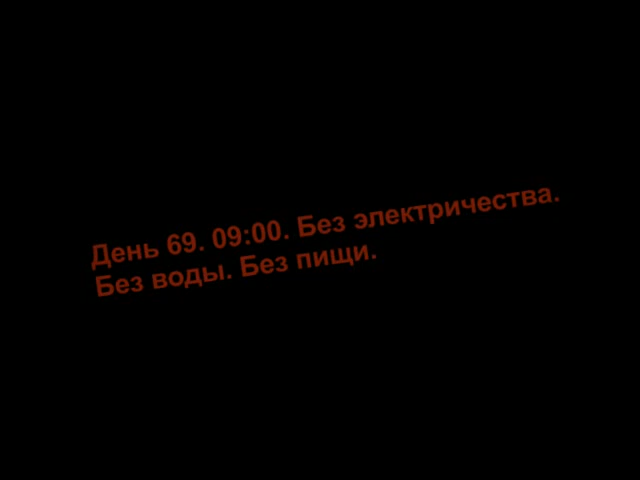 День 69. 09:00. Без электричества.
Без воды. Без пищи.